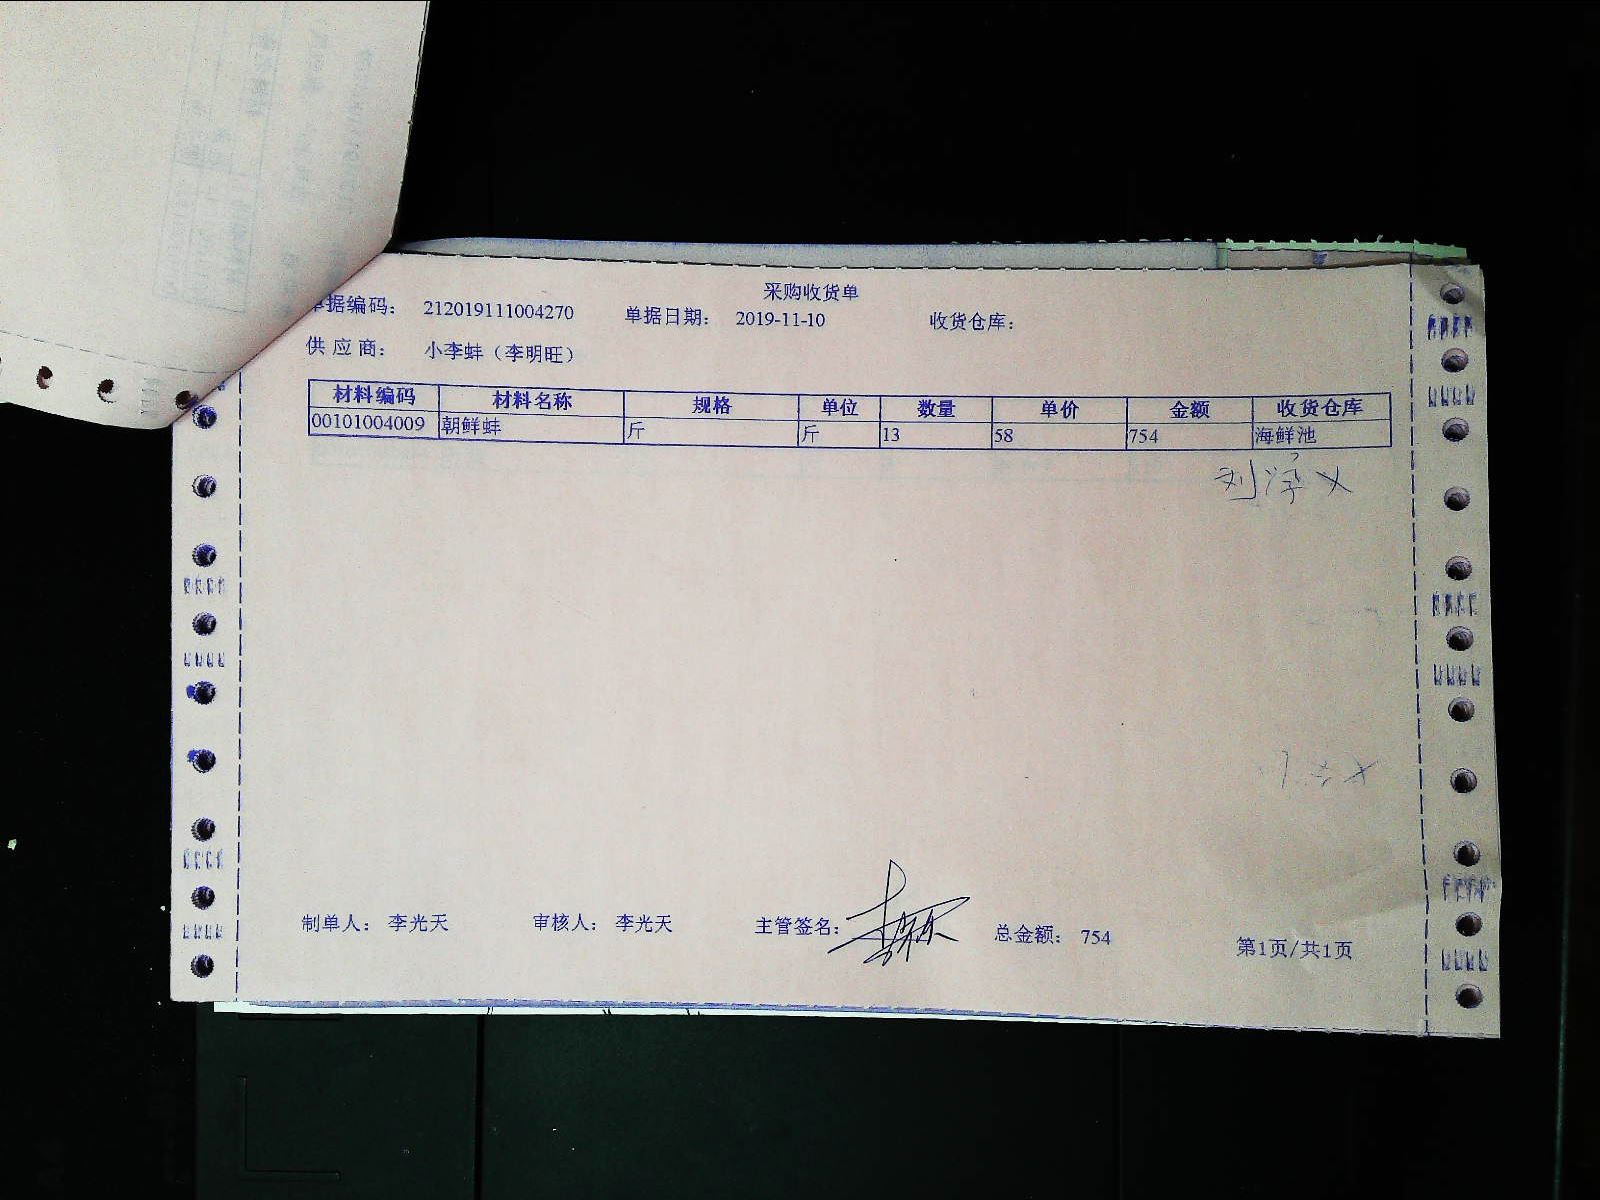 采购收货单
单据编码： 212019111004270 单据日期： 2019-11-10 收货仓库：
供应商： 小李蚌（李明旺）
材料编码 材料名称 规格 单位 数量 单价 金额 收货仓库
00101004009 朝鲜蚌 斤 斤 13 58 754 海鲜池
制单人： 李光天 审核人： 李光天 主管签名： 总金额： 754 第1页/共1页